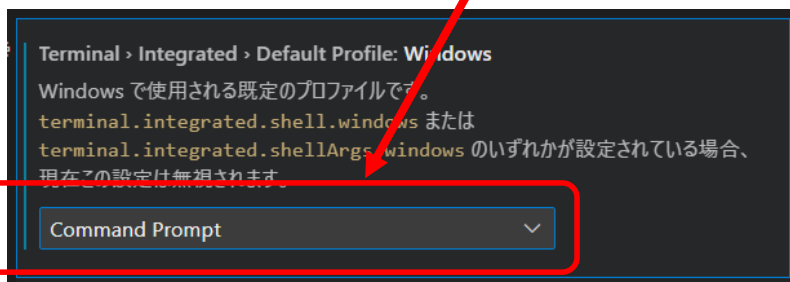 Terminal › Integrated › Default Profile: Windows
Windows で使用される既定のプロファイルです。
terminal.integrated.shell.windows または
terminal.integrated.shellArgs.windows のいずれかが設定されている場合、
現在この設定は無視されます。
Command Prompt